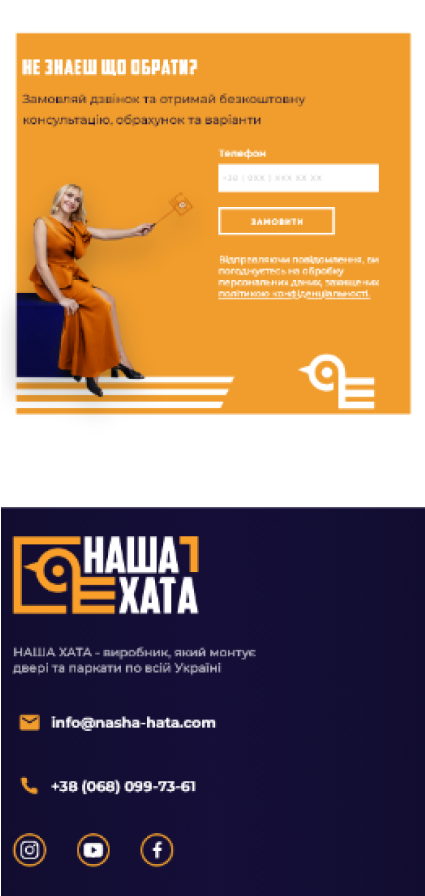 НЕ ЗНАЄШ ЩО ОБРАТИ?
Замовляй дзвінок та отримай безкоштовну
консультацію, обрахунок та варіанти
Телефон
+38 ( 0XX ) XXX XX XX
ЗАМОВИТИ
Відправляючи повідомлення, ви
погоджуєтесь на обробку
персональних даних, захищених
політикою конфіденціальності.
НАША
ХАТА
НАША ХАТА - виробник, який монтує
двері та паркати по всій Україні
info@nasha-hata.com
+38 (068) 099-73-61